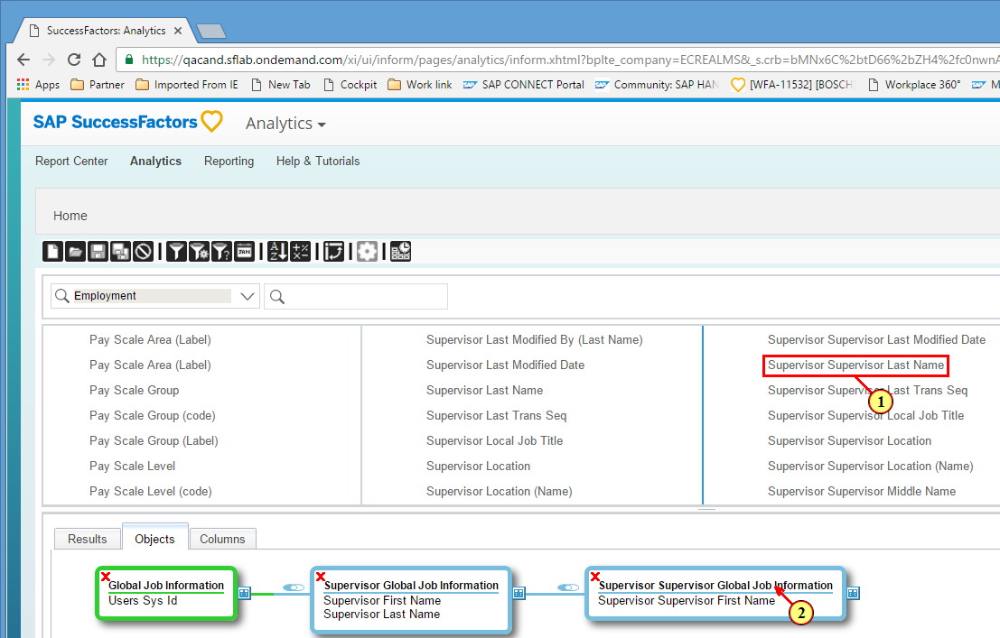 SuccessFactors: Analytics
https://qacand.sflab.ondemand.com/xi/ui/inform/pages/analytics/inform.xhtml?bplte_company=ECREALMS&_s.crb=bMNx6C%2btD66%2bZH4%2fc0nwnA
Apps Partner Imported From IE New Tab Cockpit Work link SAP CONNECT Portal Community: SAP HAN [WFA-11532] [BOSCH] Workplace 360° M
SAP SuccessFactors Analytics
Report Center Analytics Reporting Help & Tutorials
Home
JAN A Z
Employment
Pay Scale Area (Label) Supervisor Last Modified By (Last Name) Supervisor Supervisor Last Modified Date
Pay Scale Area (Label) Supervisor Last Modified Date Supervisor Supervisor Last Name
Pay Scale Group Supervisor Last Name Supervisor Supervisor Last Trans Seq
1
Pay Scale Group (code) Supervisor Last Trans Seq Supervisor Supervisor Local Job Title
Pay Scale Group (Label) Supervisor Local Job Title Supervisor Supervisor Location
Pay Scale Level Supervisor Location Supervisor Supervisor Location (Name)
Pay Scale Level (code) Supervisor Location (Name) Supervisor Supervisor Middle Name
Results Objects Columns
Global Job Information Supervisor Global Job Information Supervisor Supervisor Global Job Information
Users Sys Id Supervisor First Name Supervisor Supervisor First Name
Supervisor Last Name 2